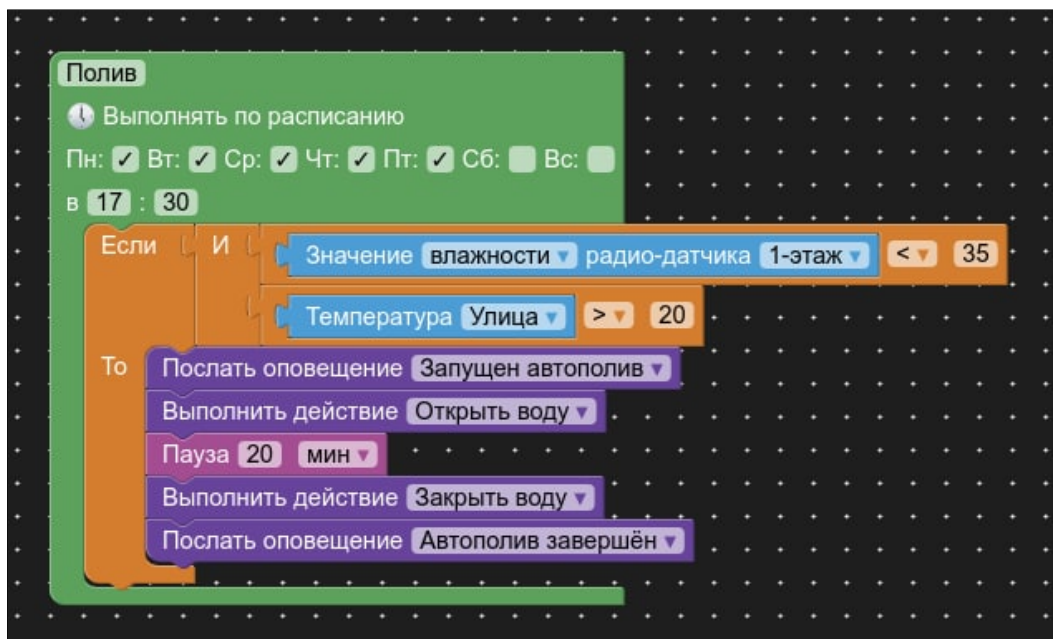 Полив
Выполнять по расписанию
Пн: ✓ Вт: ✓ Ср: ✓ Чт: ✓ Пт: ✓ Сб: Вс:
в 17 : 30
Если И Значение влажности радио-датчика 1-этаж < 35
Температура Улица > 20
То Послать оповещение Запущен автополив
Выполнить действие Открыть воду
Пауза 20 мин
Выполнить действие Закрыть воду
Послать оповещение Автополив завершён